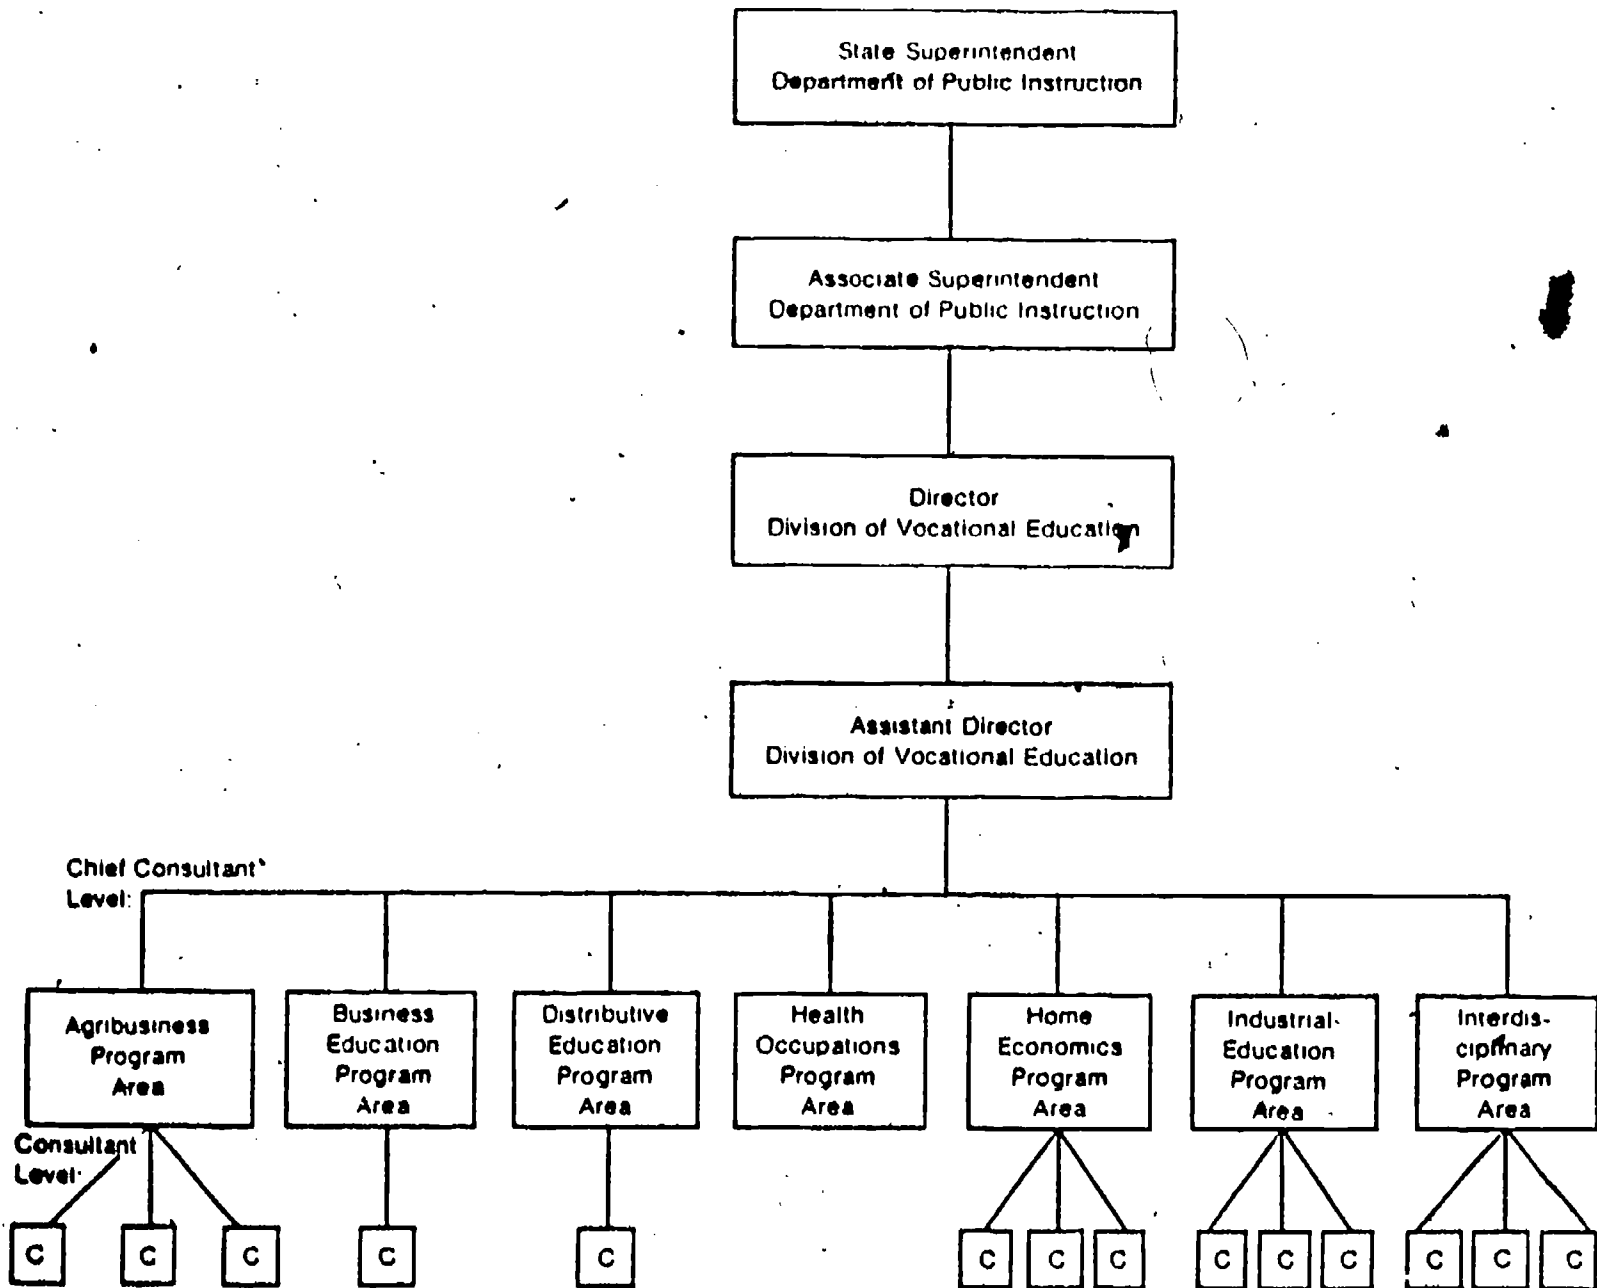 State Superintendent
Department of Public Instruction
Associate Superintendent
Department of Public Instruction
Director
Division of Vocational Education
Assistant Director
Division of Vocational Education
Chief Consultant
Level:
Agribusiness
Program
Area
Business
Education
Program
Area
Distributive
Education
Program
Area
Health
Occupations
Program
Area
Home
Economics
Program
Area
Industrial
Education
Program
Area
Interdis-
ciplinary
Program
Area
Consultant
Level:
C C C C C C C C C C C C C C